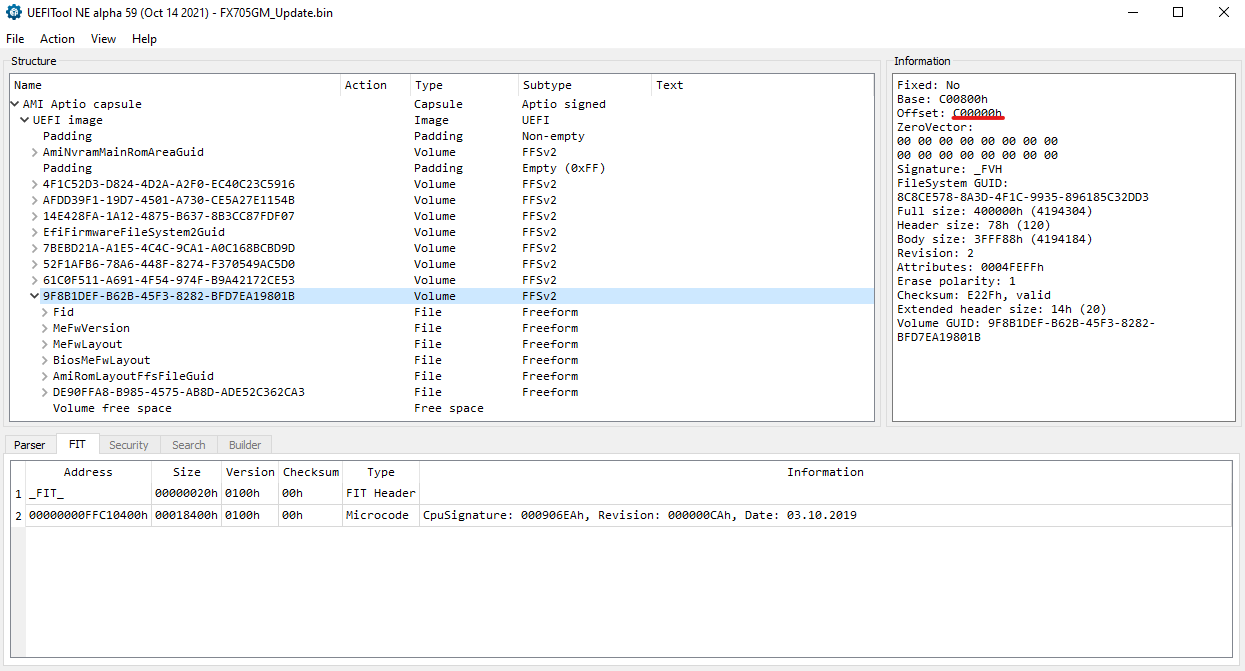 UEFITool NE alpha 59 (Oct 14 2021) - FX705GM_Update.bin
File Action View Help
Structure
Name Action Type Subtype Text
AMI Aptio capsule Capsule Aptio signed
UEFI image Image UEFI
Padding Padding Non-empty
AmiNvramMainRomAreaGuid Volume FFSv2
Padding Padding Empty (0xFF)
4F1C52D3-D824-4D2A-A2F0-EC40C23C5916 Volume FFSv2
AFDD39F1-19D7-4501-A730-CE5A27E1154B Volume FFSv2
14E428FA-1A12-4875-B637-8B3CC87FDF07 Volume FFSv2
EfiFirmwareFileSystem2Guid Volume FFSv2
7BEBD21A-A1E5-4C4C-9CA1-A0C168BCBD9D Volume FFSv2
52F1AFB6-78A6-448F-8274-F370549AC5D0 Volume FFSv2
61C0F511-A691-4F54-974F-B9A42172CE53 Volume FFSv2
9F8B1DEF-B62B-45F3-8282-BFD7EA19801B Volume FFSv2
Fid File Freeform
MeFwVersion File Freeform
MeFwLayout File Freeform
BiosMeFwLayout File Freeform
AmiRomLayoutFfsFileGuid File Freeform
DE90FFA8-B985-4575-AB8D-ADE52C362CA3 File Freeform
Volume free space Free space
Information
Fixed: No
Base: C00800h
Offset: C00000h
ZeroVector:
00 00 00 00 00 00 00 00
00 00 00 00 00 00 00 00
Signature: _FVH
FileSystem GUID:
8C8CE578-8A3D-4F1C-9935-896185C32DD3
Full size: 400000h (4194304)
Header size: 78h (120)
Body size: 3FFF88h (4194184)
Revision: 2
Attributes: 0004FEFFh
Erase polarity: 1
Checksum: E22Fh, valid
Extended header size: 14h (20)
Volume GUID: 9F8B1DEF-B62B-45F3-8282-
BFD7EA19801B
Parser FIT Security Search Builder
Address Size Version Checksum Type Information
1 _FIT_ 00000020h 0100h 00h FIT Header
2 00000000FFC10400h 00018400h 0100h 00h Microcode CpuSignature: 000906EAh, Revision: 000000CAh, Date: 03.10.2019